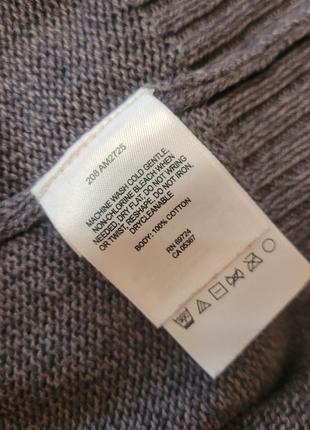 208 AM2725
MACHINE WASH COLD GENTLE,
NON-CHLORINE BLEACH WHEN
NEEDED, DRY FLAT, DO NOT WRING
OR TWIST, RESHAPE, DO NOT IRON,
DRYCLEANABLE
BODY: 100% COTTON
RN 69724
CA 05367